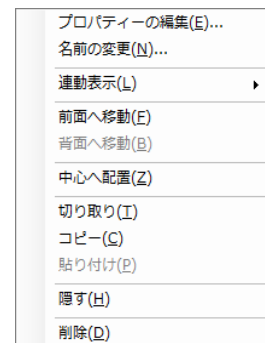 プロパティーの編集(E)...
名前の変更(N)...
連動表示(L)
前面へ移動(F)
背面へ移動(B)
中心へ配置(Z)
切り取り(T)
コピー(C)
貼り付け(P)
隠す(H)
削除(D)